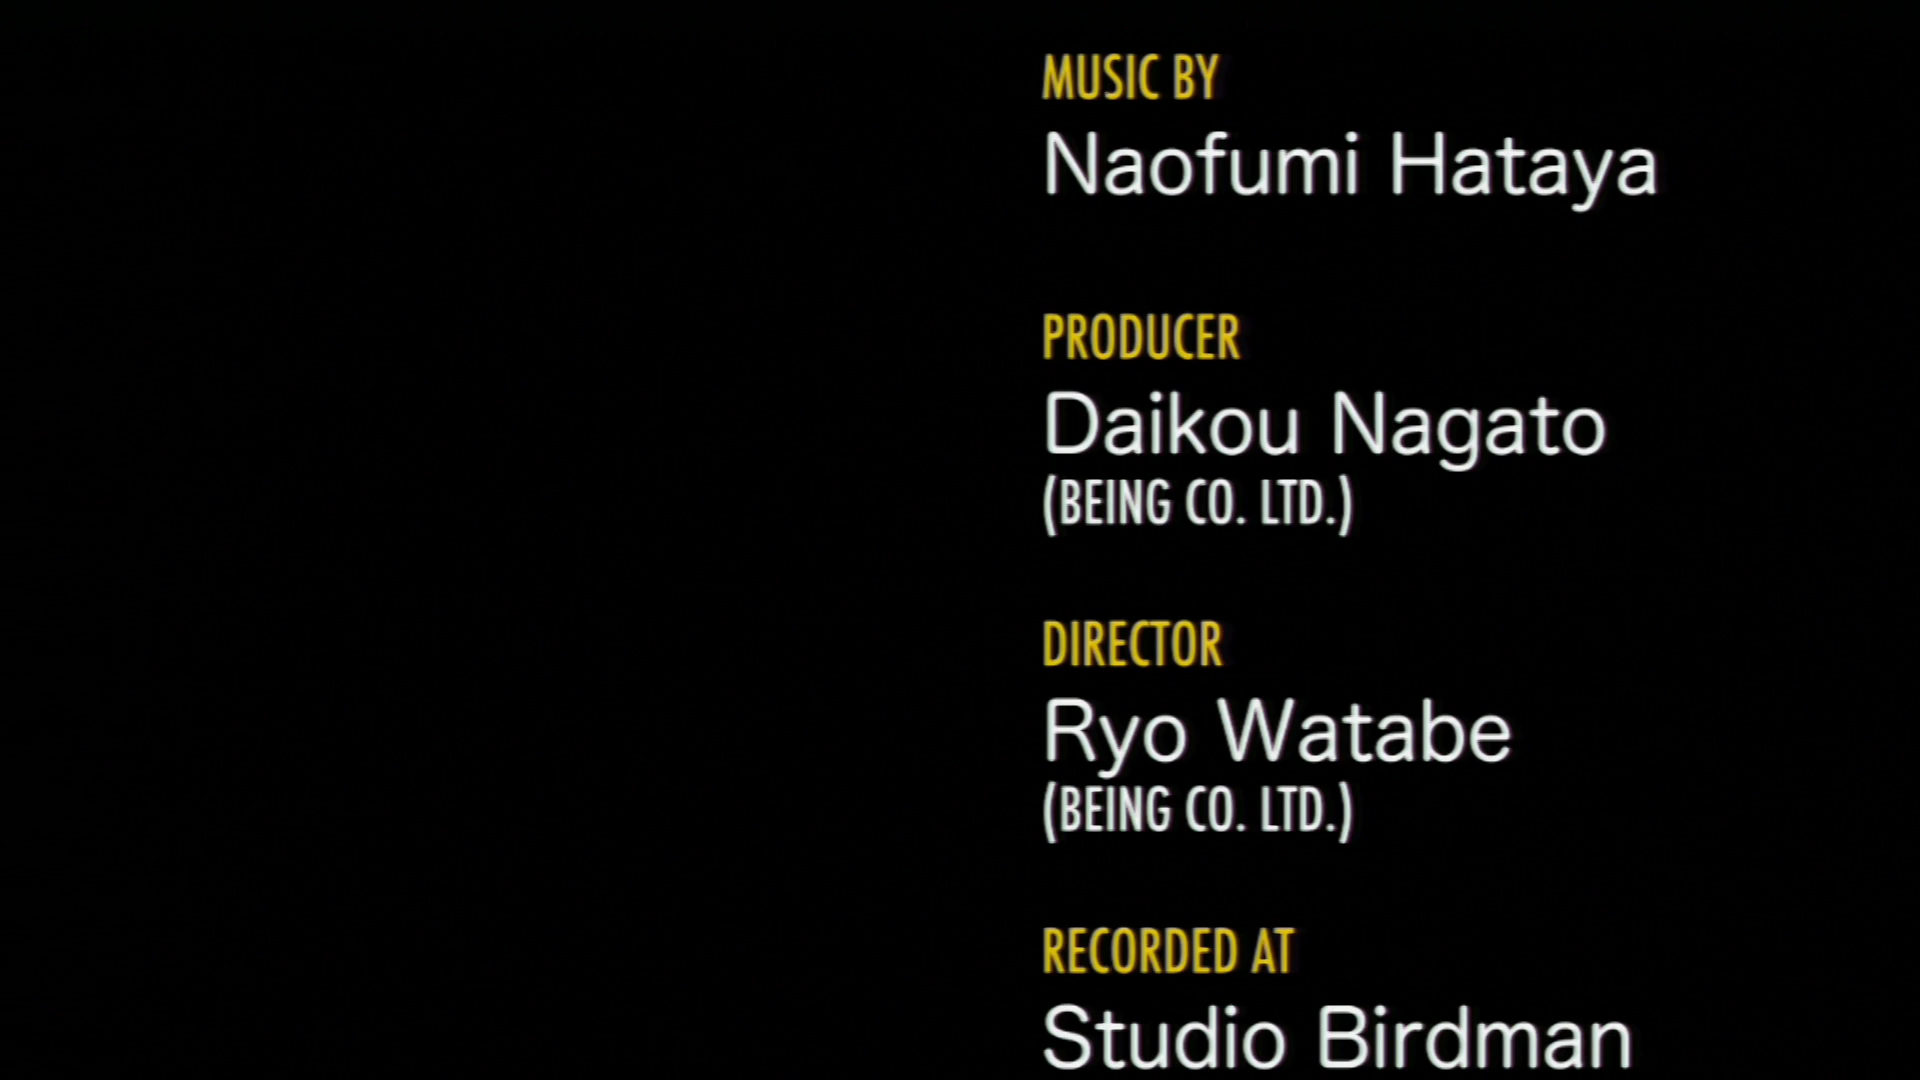 MUSIC BY
Naofumi Hataya
PRODUCER
Daikou Nagato
(BEING CO. LTD.)
DIRECTOR
Ryo Watabe
(BEING CO. LTD.)
RECORDED AT
Studio Birdman